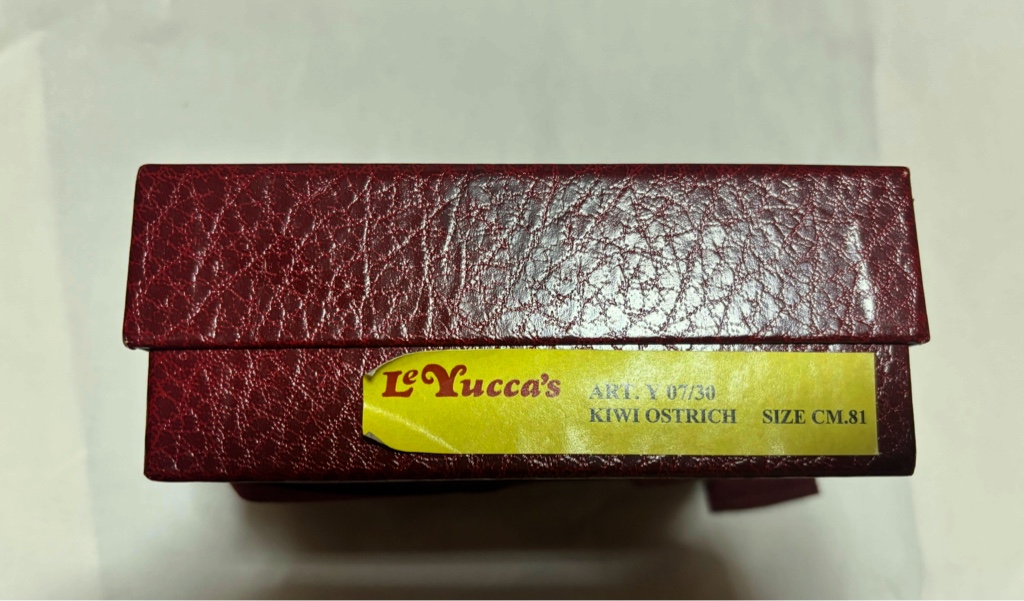 Le Yucca's
ART. Y 07/30
KIWI OSTRICH SIZE CM.81